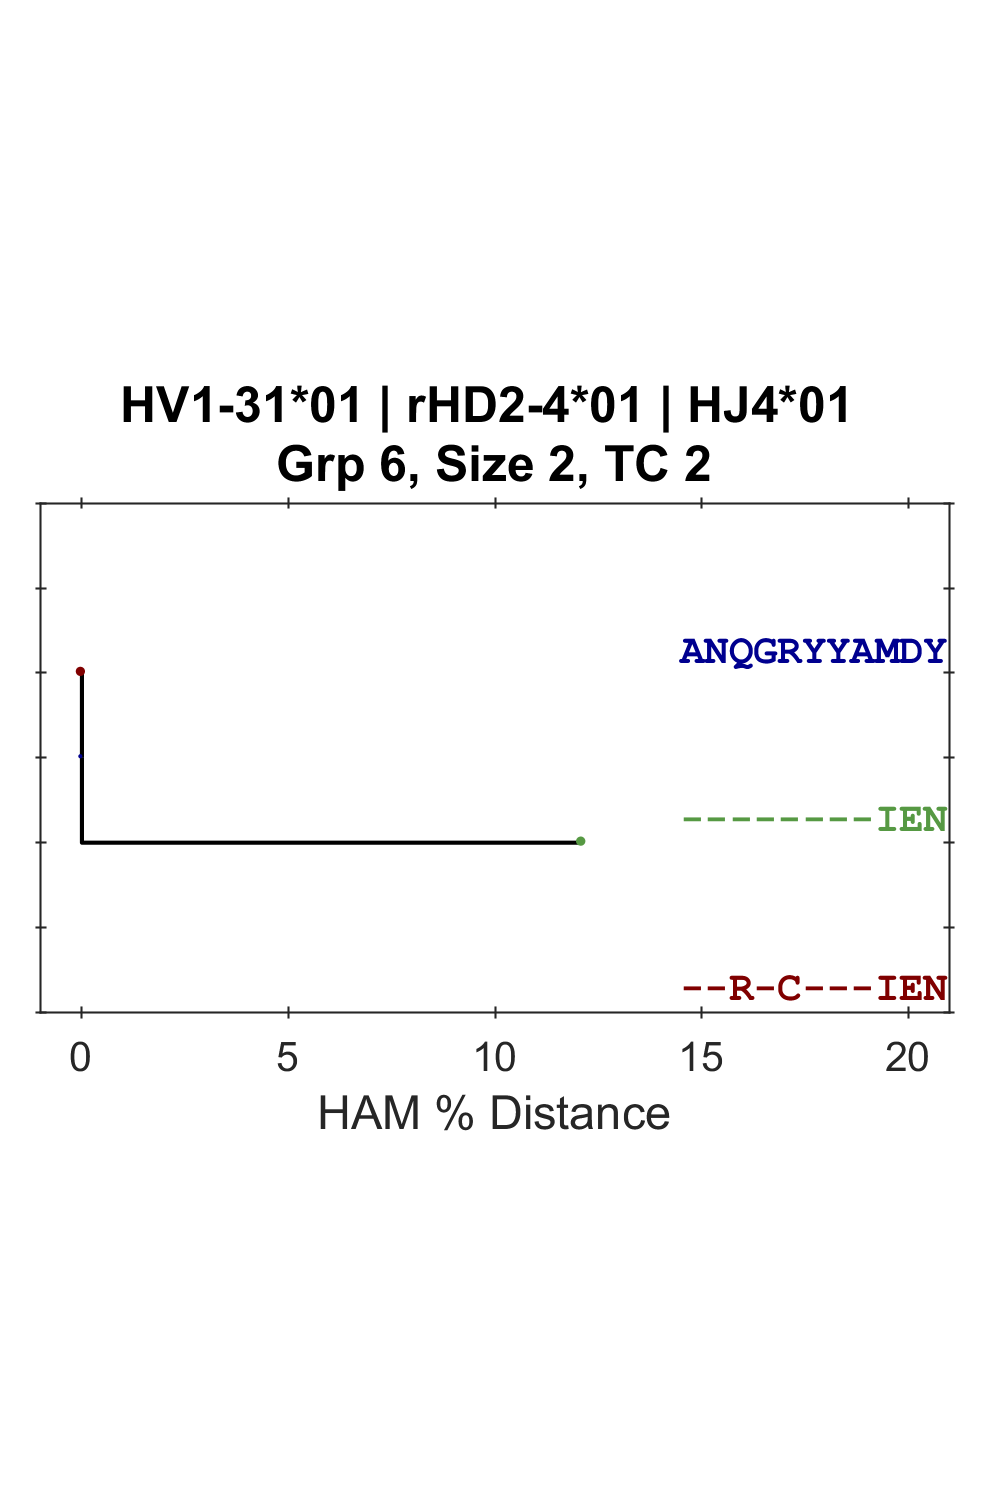 HV1-31*01 | rHD2-4*01 | HJ4*01
Grp 6, Size 2, TC 2
ANQGRYYAMDY
--------IEN
--R-C---IEN
0 5 10 15 20
HAM % Distance